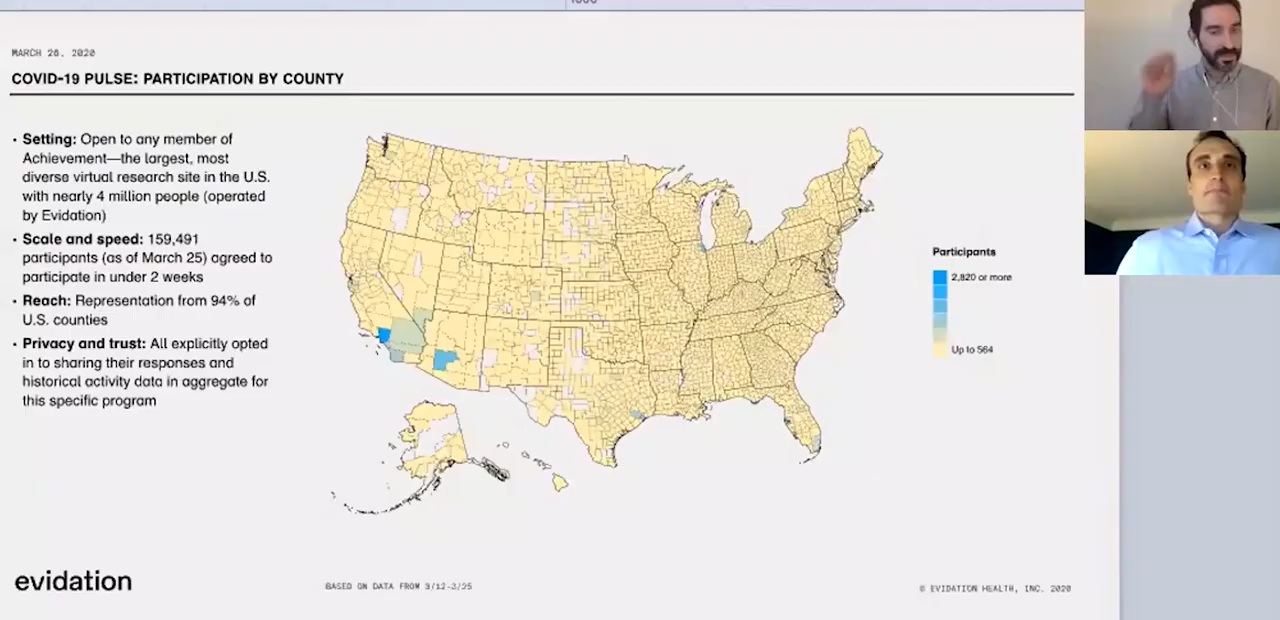 MARCH 26, 2020
COVID-19 PULSE: PARTICIPATION BY COUNTY
• Setting: Open to any member of
Achievement—the largest, most
diverse virtual research site in the U.S.
with nearly 4 million people (operated
by Evidation)
• Scale and speed: 159,491
participants (as of March 25) agreed to
participate in under 2 weeks
• Reach: Representation from 94% of
U.S. counties
• Privacy and trust: All explicitly opted
in to sharing their responses and
historical activity data in aggregate for
this specific program
Participants
2,820 or more
Up to 564
evidation
BASED ON DATA FROM 3/12-3/25
© EVIDATION HEALTH, INC. 2020